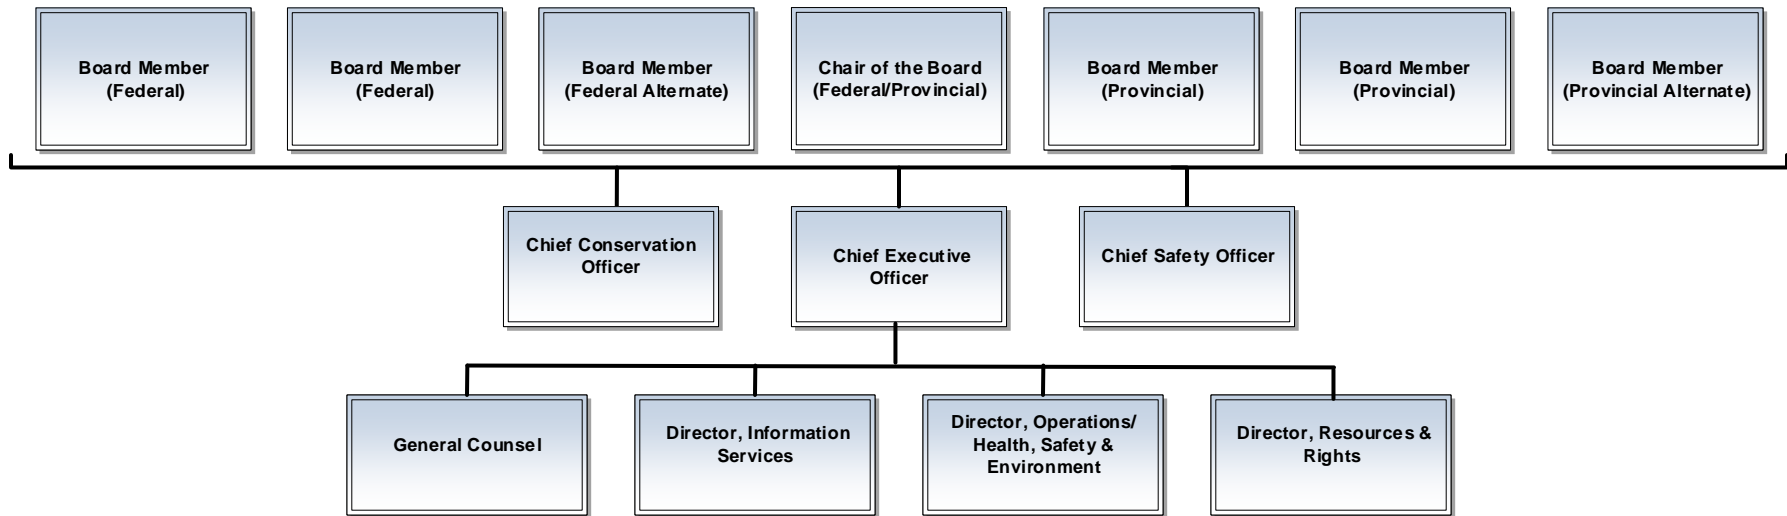 Board Member
(Federal)
Board Member
(Federal)
Board Member
(Federal Alternate)
Chair of the Board
(Federal/Provincial)
Board Member
(Provincial)
Board Member
(Provincial)
Board Member
(Provincial Alternate)
Chief Conservation
Officer
Chief Executive
Officer
Chief Safety Officer
General Counsel
Director, Information
Services
Director, Operations/
Health, Safety &
Environment
Director, Resources &
Rights